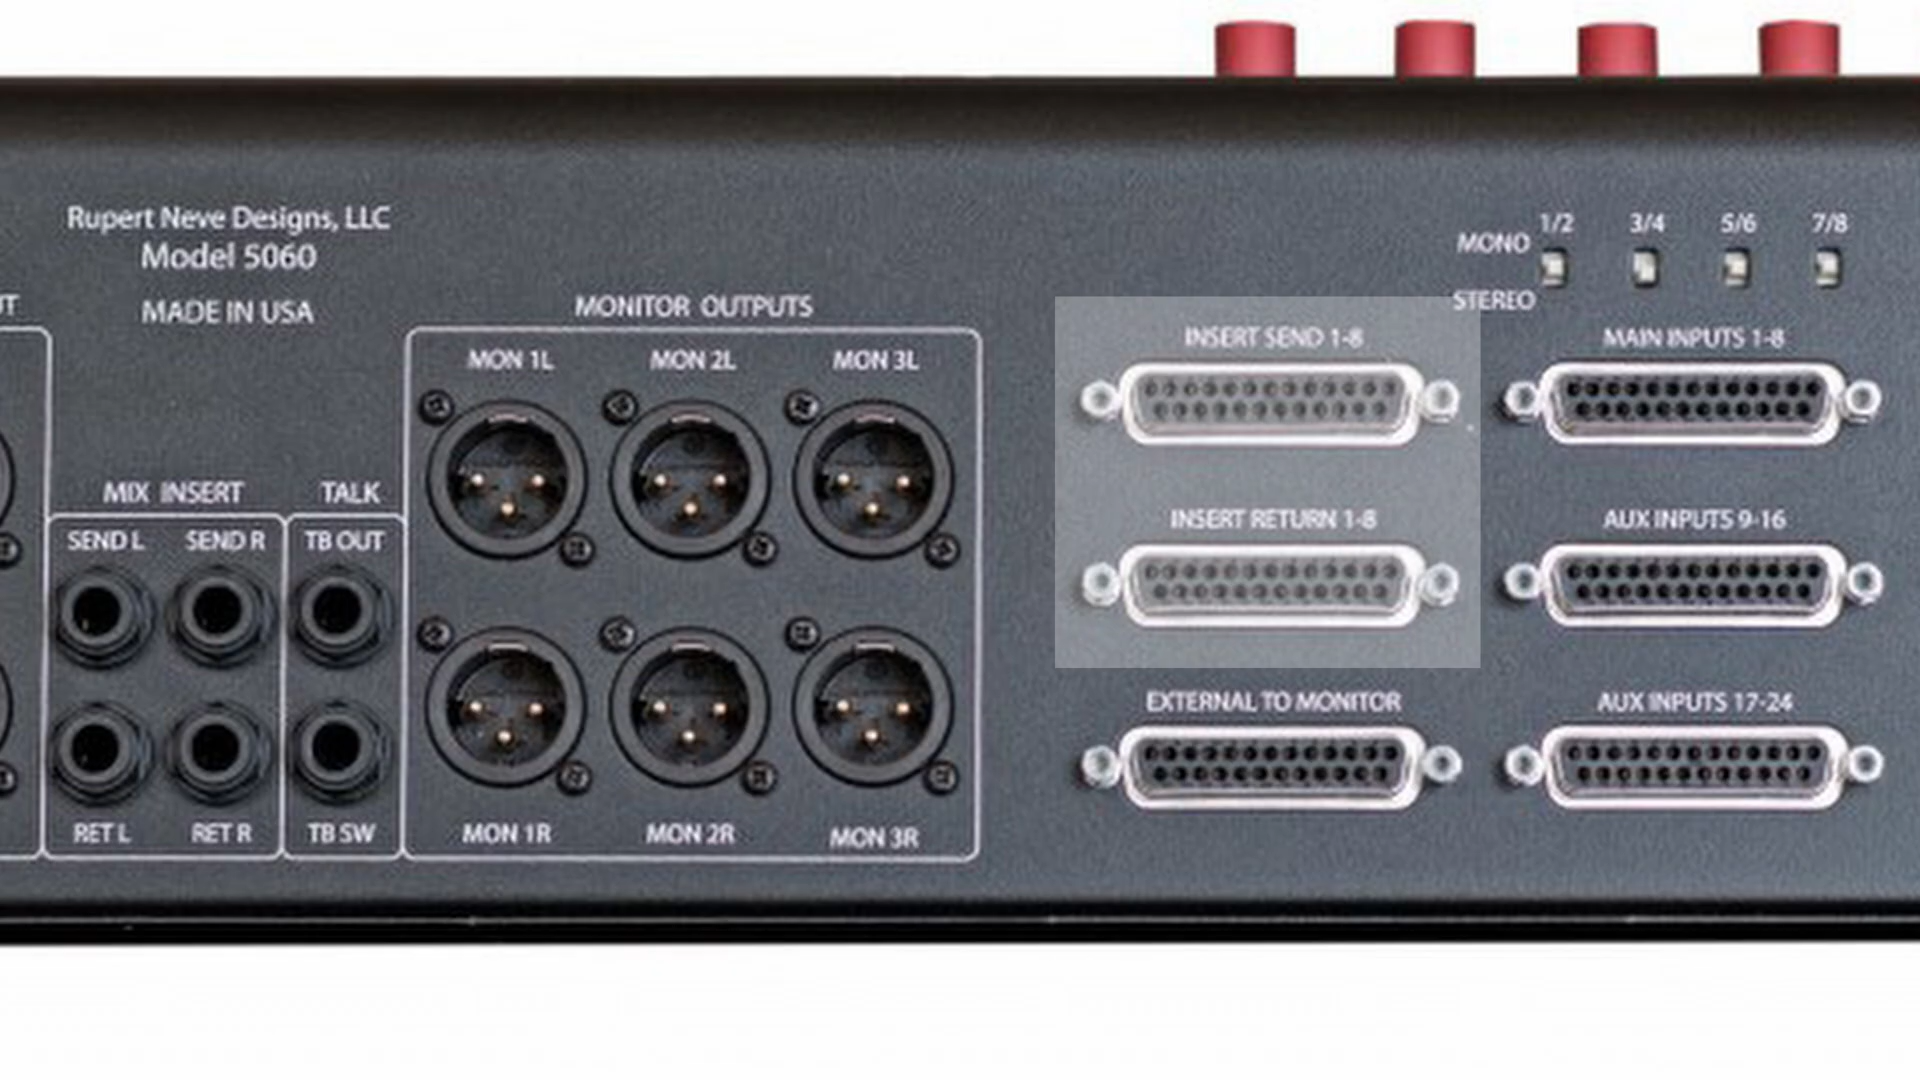 Rupert Neve Designs, LLC
Model 5060
MADE IN USA
MIX INSERT
SEND L SEND R
RET L RET R
TALK
TB OUT
TB SW
MONITOR OUTPUTS
MON 1L MON 2L MON 3L
MON 1R MON 2R MON 3R
1/2 3/4 5/6 7/8
MONO
STEREO
INSERT SEND 1-8
INSERT RETURN 1-8
EXTERNAL TO MONITOR
MAIN INPUTS 1-8
AUX INPUTS 9-16
AUX INPUTS 17-24